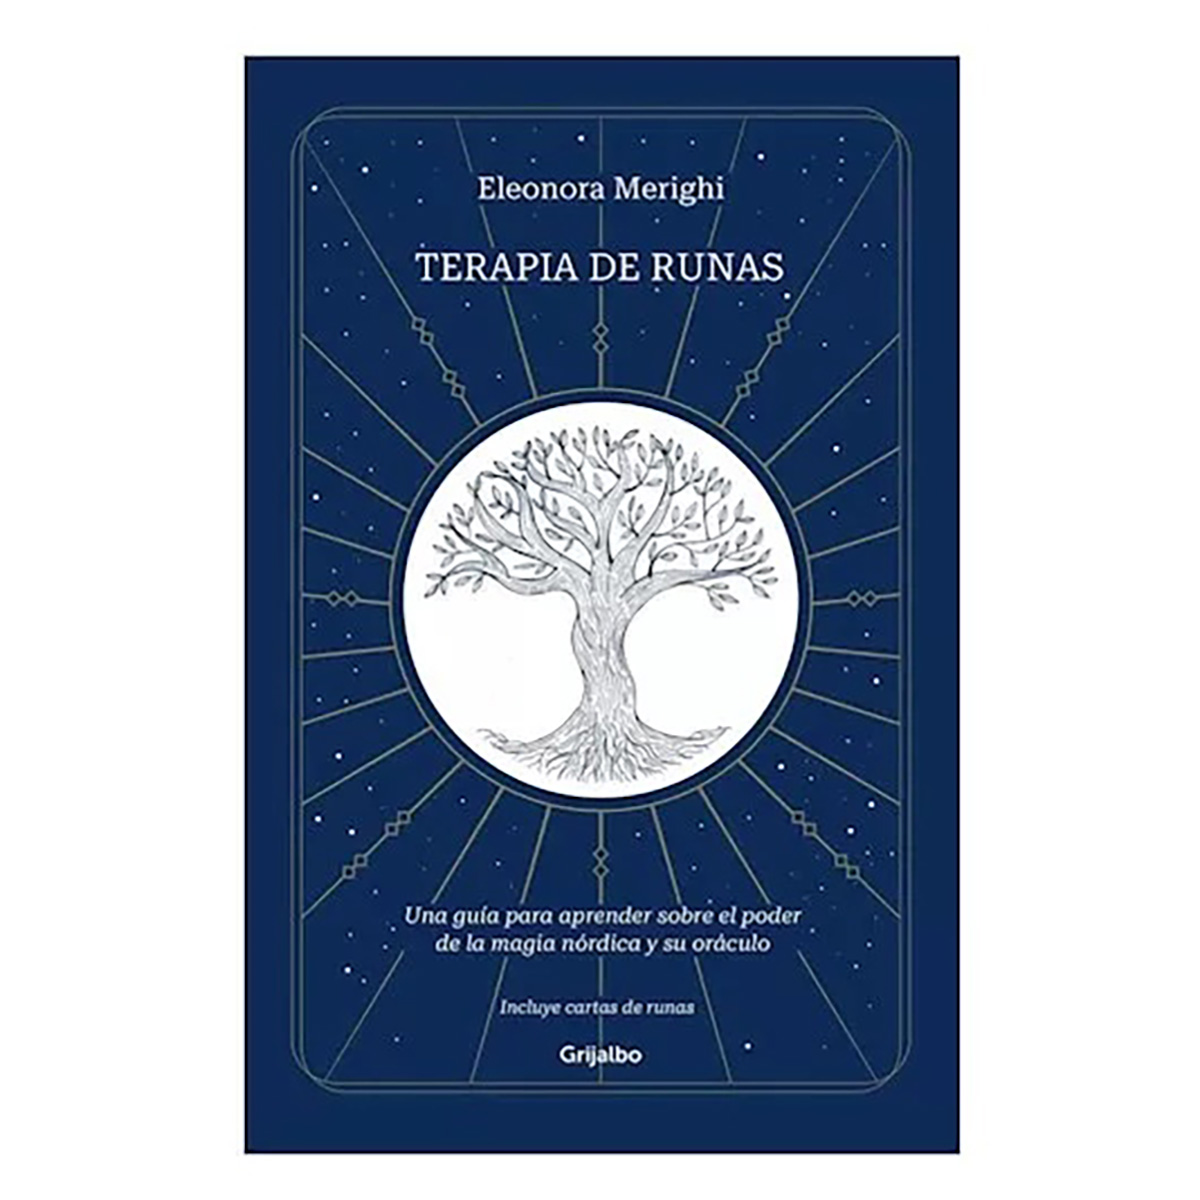 Eleonora Merighi
TERAPIA DE RUNAS
Una guía para aprender sobre el poder
de la magia nórdica y su oráculo
Incluye cartas de runas
Grijalbo